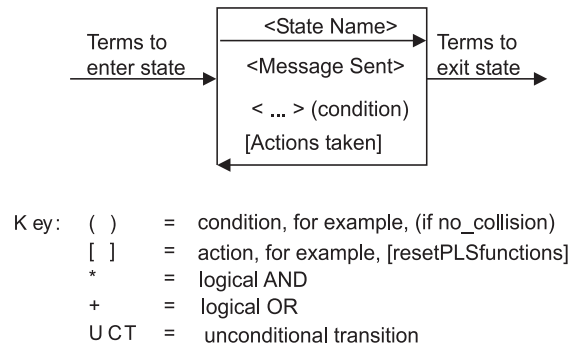 <State Name>
Terms to
enter state
Terms to
exit state
<Message Sent>
< ... > (condition)
[Actions taken]
Key: ( ) = condition, for example, (if no_collision)
[ ] = action, for example, [resetPLSfunctions]
* = logical AND
+ = logical OR
UCT = unconditional transition